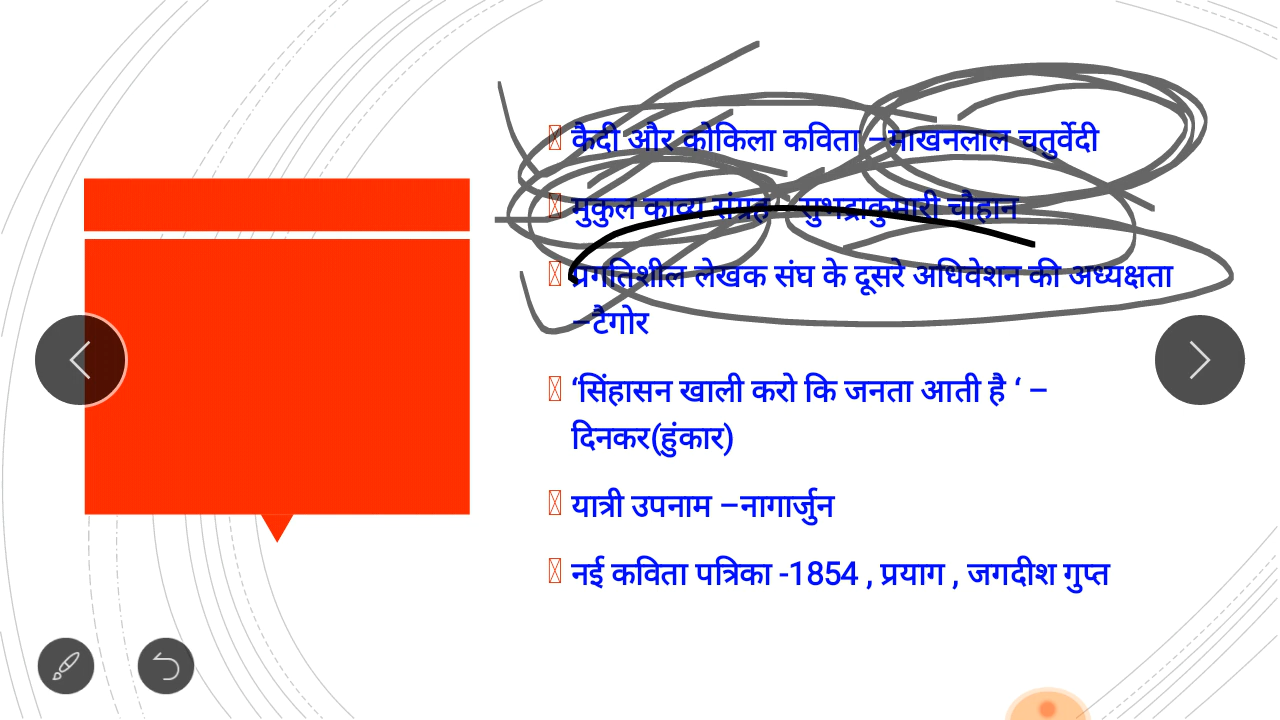 कैदी और कोकिला कविता –माखनलाल चतुर्वेदी
मुकुल काव्य संग्रह – सुभद्राकुमारी चौहान
प्रगतिशील लेखक संघ के दूसरे अधिवेशन की अध्यक्षता
–टैगोर
‘सिंहासन खाली करो कि जनता आती है ‘ –
दिनकर(हुंकार)
यात्री उपनाम –नागार्जुन
नई कविता पत्रिका -1854 , प्रयाग , जगदीश गुप्त